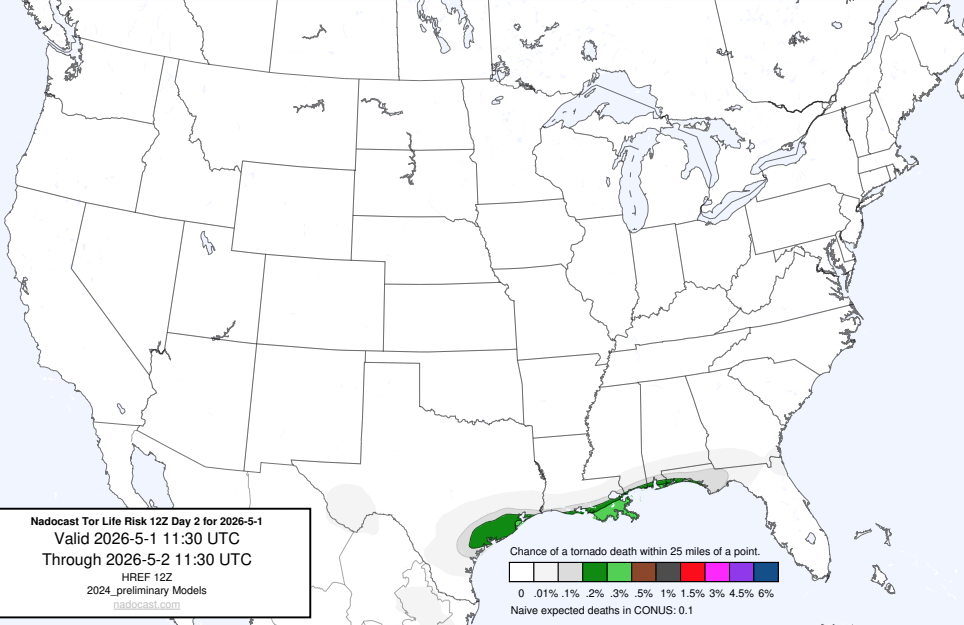 Nadocast Tor Life Risk 12Z Day 2 for 2026-5-1
Valid 2026-5-1 11:30 UTC
Through 2026-5-2 11:30 UTC
HREF 12Z
2024_preliminary Models
nadocast.com
Chance of a tornado death within 25 miles of a point.
0 .01% .1% .2% .3% .5% 1% 1.5% 3% 4.5% 6%
Naive expected deaths in CONUS: 0.1